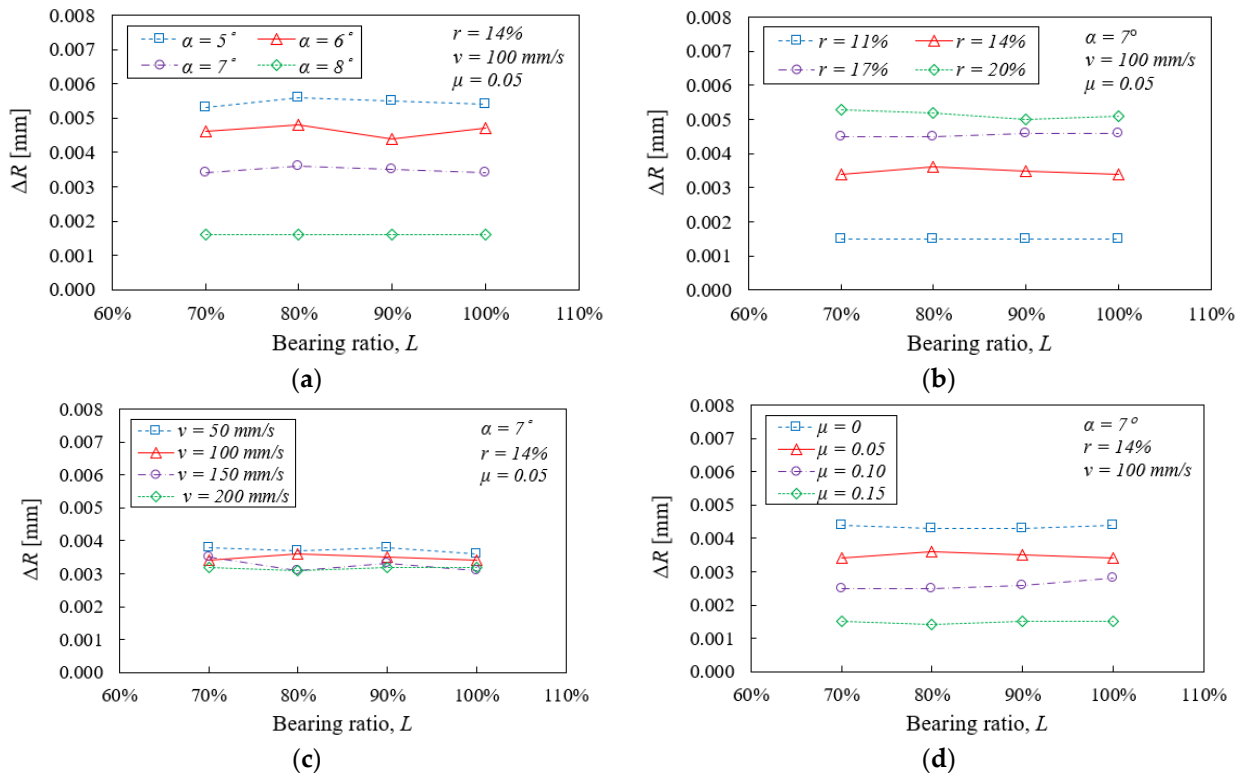 (a)
0.008
0.007
0.006
0.005
0.004
0.003
0.002
0.001
0.000
ΔR [mm]
α = 5˚ α = 6˚
α = 7˚ α = 8˚
r = 14%
v = 100 mm/s
μ = 0.05
60% 70% 80% 90% 100% 110%
Bearing ratio, L
(a)
(b)
0.008
0.007
0.006
0.005
0.004
0.003
0.002
0.001
0.000
ΔR [mm]
r = 11% r = 14%
r = 17% r = 20%
α = 7°
v = 100 mm/s
μ = 0.05
60% 70% 80% 90% 100% 110%
Bearing ratio, L
(b)
0.008
0.007
0.006
0.005
0.004
0.003
0.002
0.001
0.000
ΔR [mm]
v = 50 mm/s
v = 100 mm/s
v = 150 mm/s
v = 200 mm/s
α = 7˚
r = 14%
μ = 0.05
60% 70% 80% 90% 100% 110%
Bearing ratio, L
(c)
0.008
0.007
0.006
0.005
0.004
0.003
0.002
0.001
0.000
ΔR [mm]
μ = 0
μ = 0.05
μ = 0.10
μ = 0.15
α = 7°
r = 14%
v = 100 mm/s
60% 70% 80% 90% 100% 110%
Bearing ratio, L
(d)